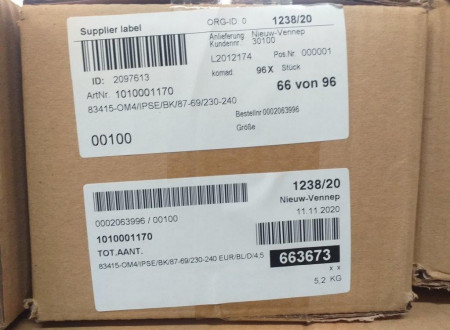 Supplier label
ORG-ID 0
1238/20
Anlieferung Nieuw-Vennep
Kundennr. 30100
L2012174
Pos.Nr. 000001
komad 96X Stück
ID: 2097613
66 von 96
ArtNr. 1010001170
83415-OM4/IPSE/BK/87-69/230-240
Bestellnr 0002063996
Größe
00100
1238/20
Nieuw-Vennep
11.11.2020
0002063996 / 00100
1010001170
TOT.AANT.
663673
83415-OM4/IPSE/BK/87-69/230-240 EUR/BL/D/4,5
x x
5,2 KG